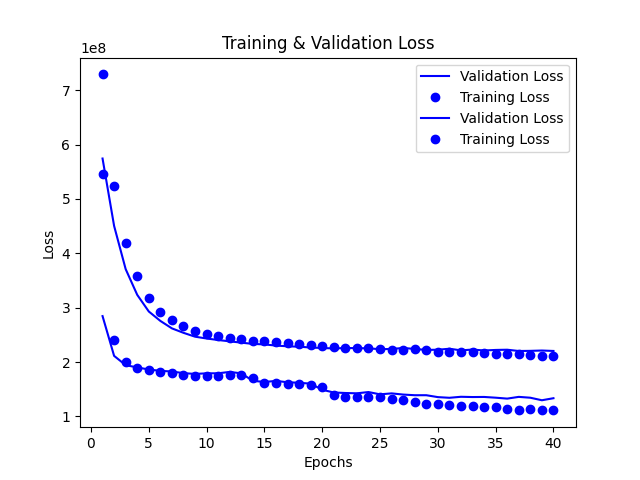 Training & Validation Loss
1e8
Validation Loss
Training Loss
Validation Loss
Training Loss
7
6
5
4
3
2
1
Loss
0 5 10 15 20 25 30 35 40
Epochs